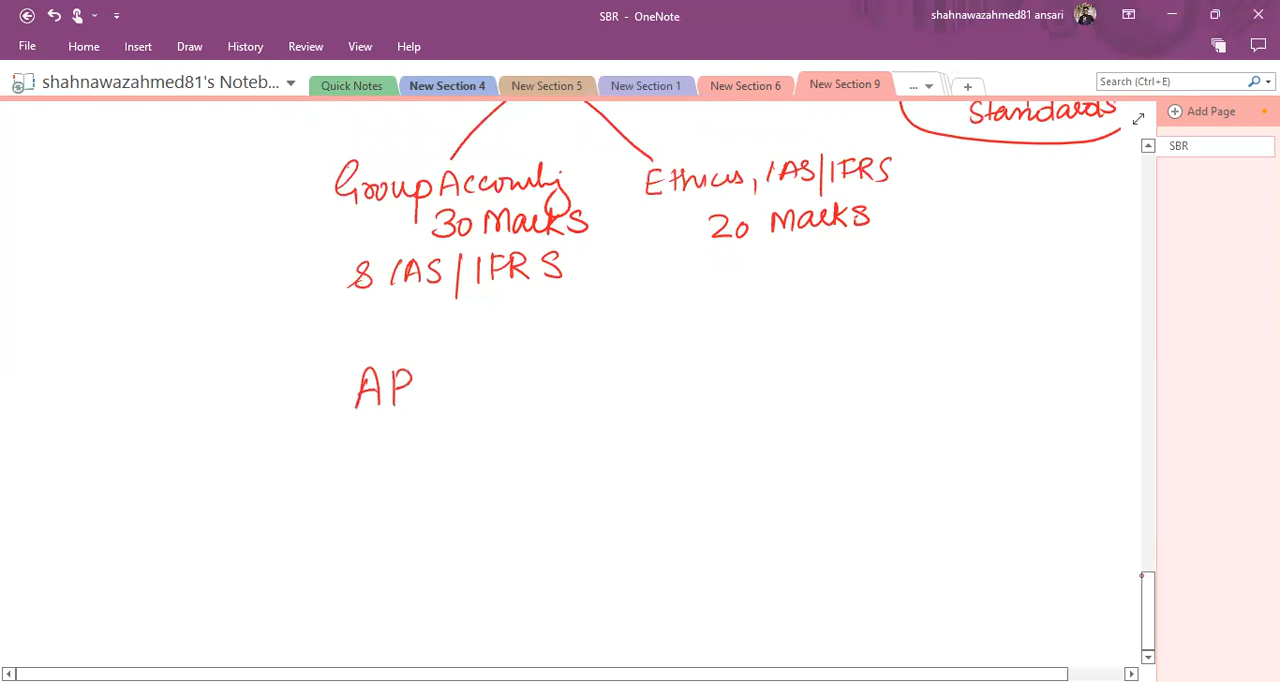 SBR - OneNote
shahnawazahmed81 ansari
File Home Insert Draw History Review View Help
shahnawazahmed81's Noteb...
Quick Notes
New Section 4
New Section 5
New Section 1
New Section 6
New Section 9
...
Search (Ctrl+E)
Add Page
SBR
Standards
Group Accounting
30 Marks
& IAS/IFRS
Ethics, IAS/IFRS
20 Marks
AP